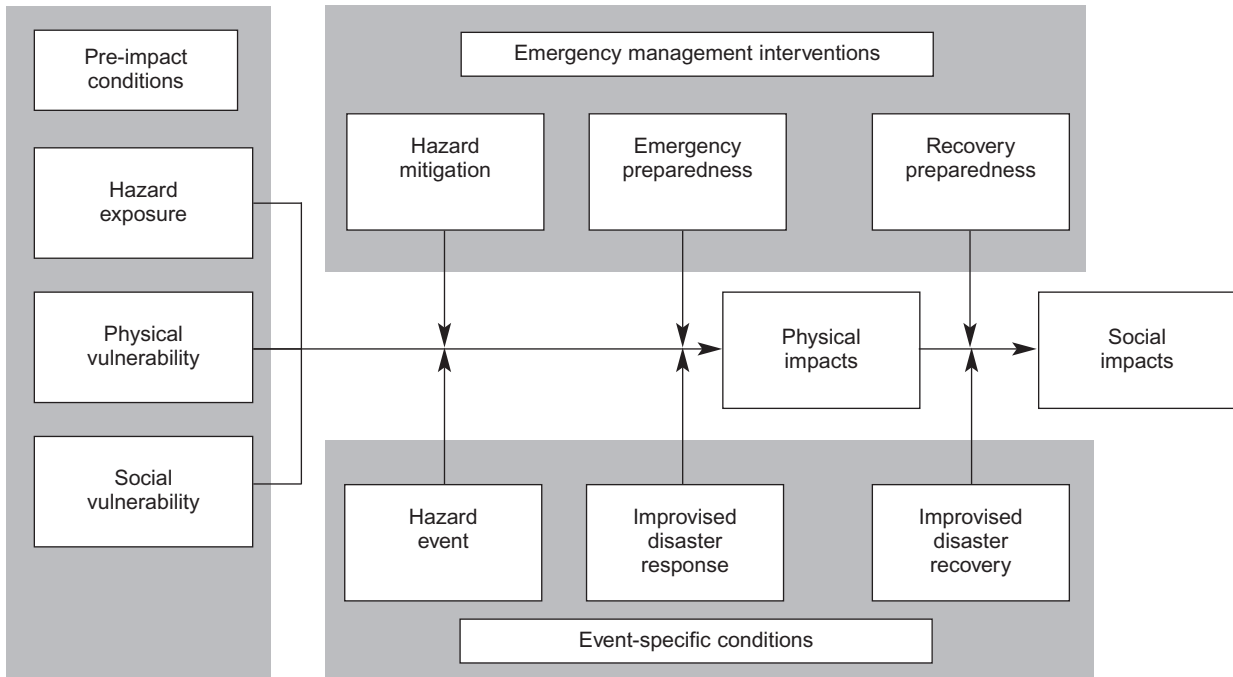 Pre-impact
conditions
Hazard
exposure
Physical
vulnerability
Social
vulnerability
Emergency management interventions
Hazard
mitigation
Emergency
preparedness
Recovery
preparedness
Physical
impacts
Social
impacts
Hazard
event
Improvised
disaster
response
Improvised
disaster
recovery
Event-specific conditions